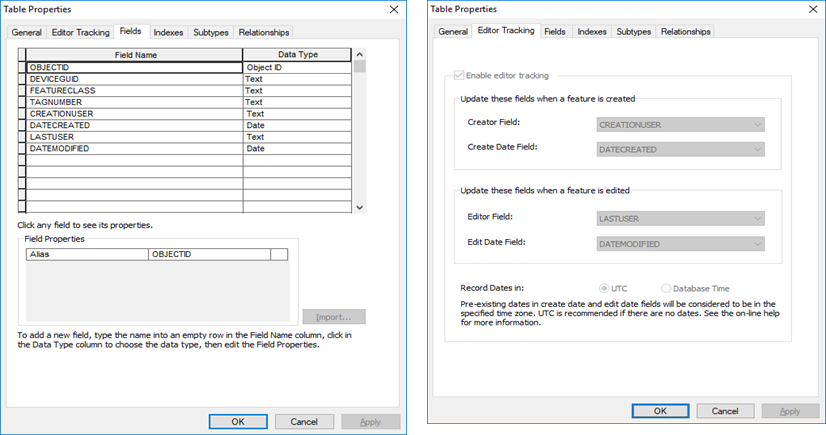 Table Properties
General Editor Tracking Fields Indexes Subtypes Relationships
Field Name Data Type
OBJECTID Object ID
DEVICEGUID Text
FEATURECLASS Text
TAGNUMBER Text
CREATIONUSER Text
DATECREATED Date
LASTUSER Text
DATEMODIFIED Date
Click any field to see its properties.
Field Properties
Alias OBJECTID
Import...
To add a new field, type the name into an empty row in the Field Name column, click in
the Data Type column to choose the data type, then edit the Field Properties.
OK Cancel Apply
Table Properties
General Editor Tracking Fields Indexes Subtypes Relationships
Enable editor tracking
Update these fields when a feature is created
Creator Field: CREATIONUSER
Create Date Field: DATECREATED
Update these fields when a feature is edited
Editor Field: LASTUSER
Edit Date Field: DATEMODIFIED
Record Dates in: UTC Database Time
Pre-existing dates in create date and edit date fields will be considered to be in the
specified time zone. UTC is recommended if there are no dates. See the on-line help
for more information.
OK Cancel Apply